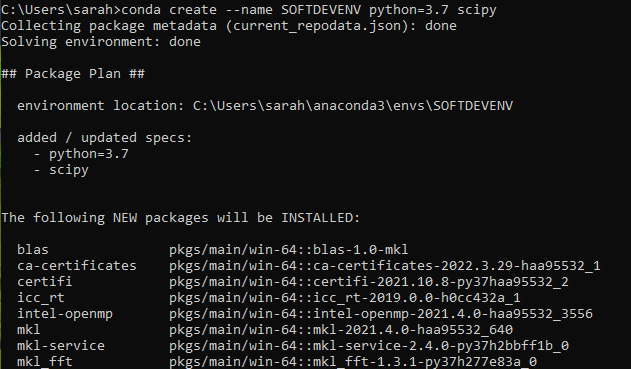 C:\Users\sarah>conda create --name SOFTDEVENV python=3.7 scipy
Collecting package metadata (current_repodata.json): done
Solving environment: done
## Package Plan ##
environment location: C:\Users\sarah\anaconda3\envs\SOFTDEVENV
added / updated specs:
- python=3.7
- scipy
The following NEW packages will be INSTALLED:
blas pkgs/main/win-64::blas-1.0-mkl
ca-certificates pkgs/main/win-64::ca-certificates-2022.3.29-haa95532_1
certifi pkgs/main/win-64::certifi-2021.10.8-py37haa95532_2
icc_rt pkgs/main/win-64::icc_rt-2019.0.0-h0cc432a_1
intel-openmp pkgs/main/win-64::intel-openmp-2021.4.0-haa95532_3556
mkl pkgs/main/win-64::mkl-2021.4.0-haa95532_640
mkl-service pkgs/main/win-64::mkl-service-2.4.0-py37h2bbff1b_0
mkl_fft pkgs/main/win-64::mkl_fft-1.3.1-py37h277e83a_0